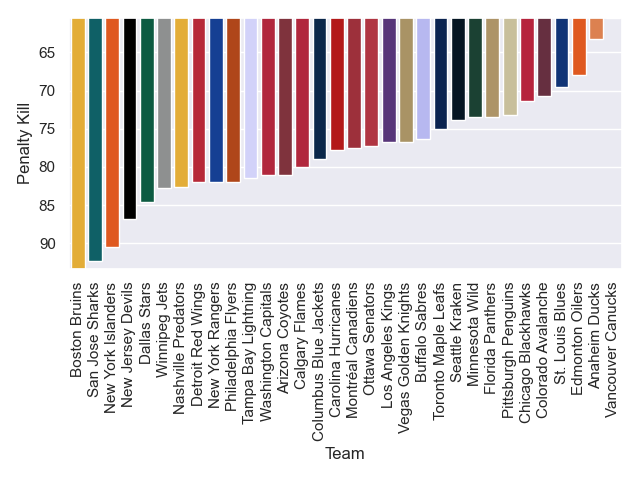 65
70
75
80
85
90
Penalty Kill
Boston Bruins
San Jose Sharks
New York Islanders
New Jersey Devils
Dallas Stars
Winnipeg Jets
Nashville Predators
Detroit Red Wings
New York Rangers
Philadelphia Flyers
Tampa Bay Lightning
Washington Capitals
Arizona Coyotes
Calgary Flames
Columbus Blue Jackets
Carolina Hurricanes
Montréal Canadiens
Ottawa Senators
Los Angeles Kings
Vegas Golden Knights
Buffalo Sabres
Toronto Maple Leafs
Seattle Kraken
Minnesota Wild
Florida Panthers
Pittsburgh Penguins
Chicago Blackhawks
Colorado Avalanche
St. Louis Blues
Edmonton Oilers
Anaheim Ducks
Vancouver Canucks
Team